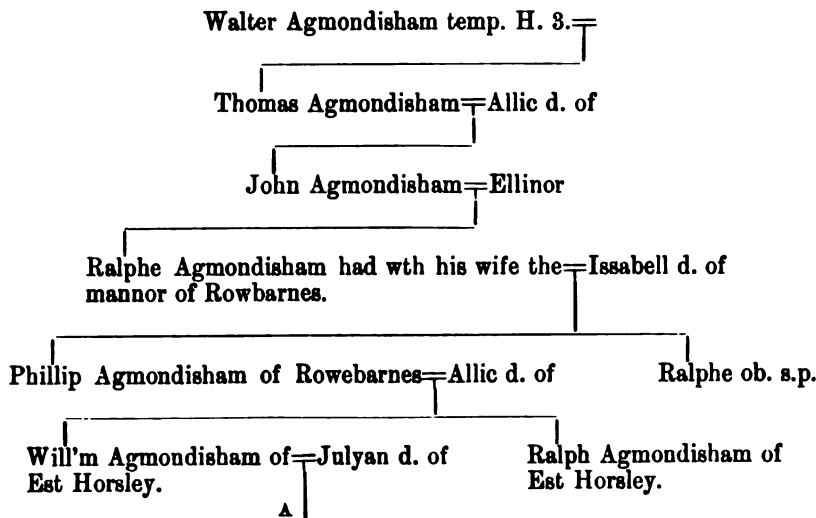 Walter Agmondisham temp. H. 3.=
Thomas Agmondisham=Allic d. of
John Agmondisham=Ellinor
Ralphe Agmondisham had wth his wife the=Issabell d. of
mannor of Rowbarnes.
Phillip Agmondisham of Rowebarnes=Allic d. of
Ralphe ob. s.p.
Will'm Agmondisham of=Julyan d. of
Est Horsley.
Ralph Agmondisham of
Est Horsley.
A